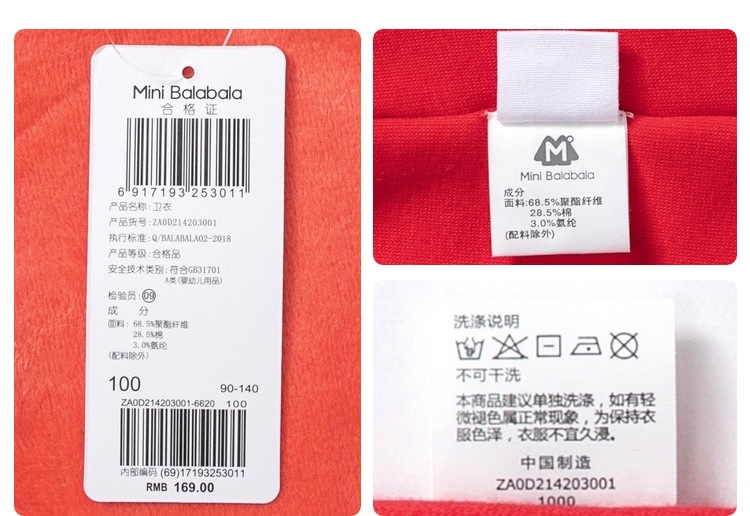 Mini Balabala
合格证
6 917193 253011
产品名称: 卫衣
产品货号: ZA0D214203001
执行标准: Q/BALABALA02-2018
产品等级: 合格品
安全技术类别: 符合GB31701
A类(婴幼儿用品)
检验员: 09
成 分
面料: 68.5%聚酯纤维
28.5%棉
3.0%氨纶
(配料除外)
100 90-140
ZA0D214203001-6620 100
内部编码 (69)17193253011
RMB 169.00
M
Mini Balabala
成分
面料:68.5%聚酯纤维
28.5%棉
3.0%氨纶
(配料除外)
洗涤说明
不可干洗
本商品建议单独洗涤，如有轻
微褪色属正常现象，为保持衣
服色泽，衣服不宜久浸。
中国制造
ZA0D214203001
1000